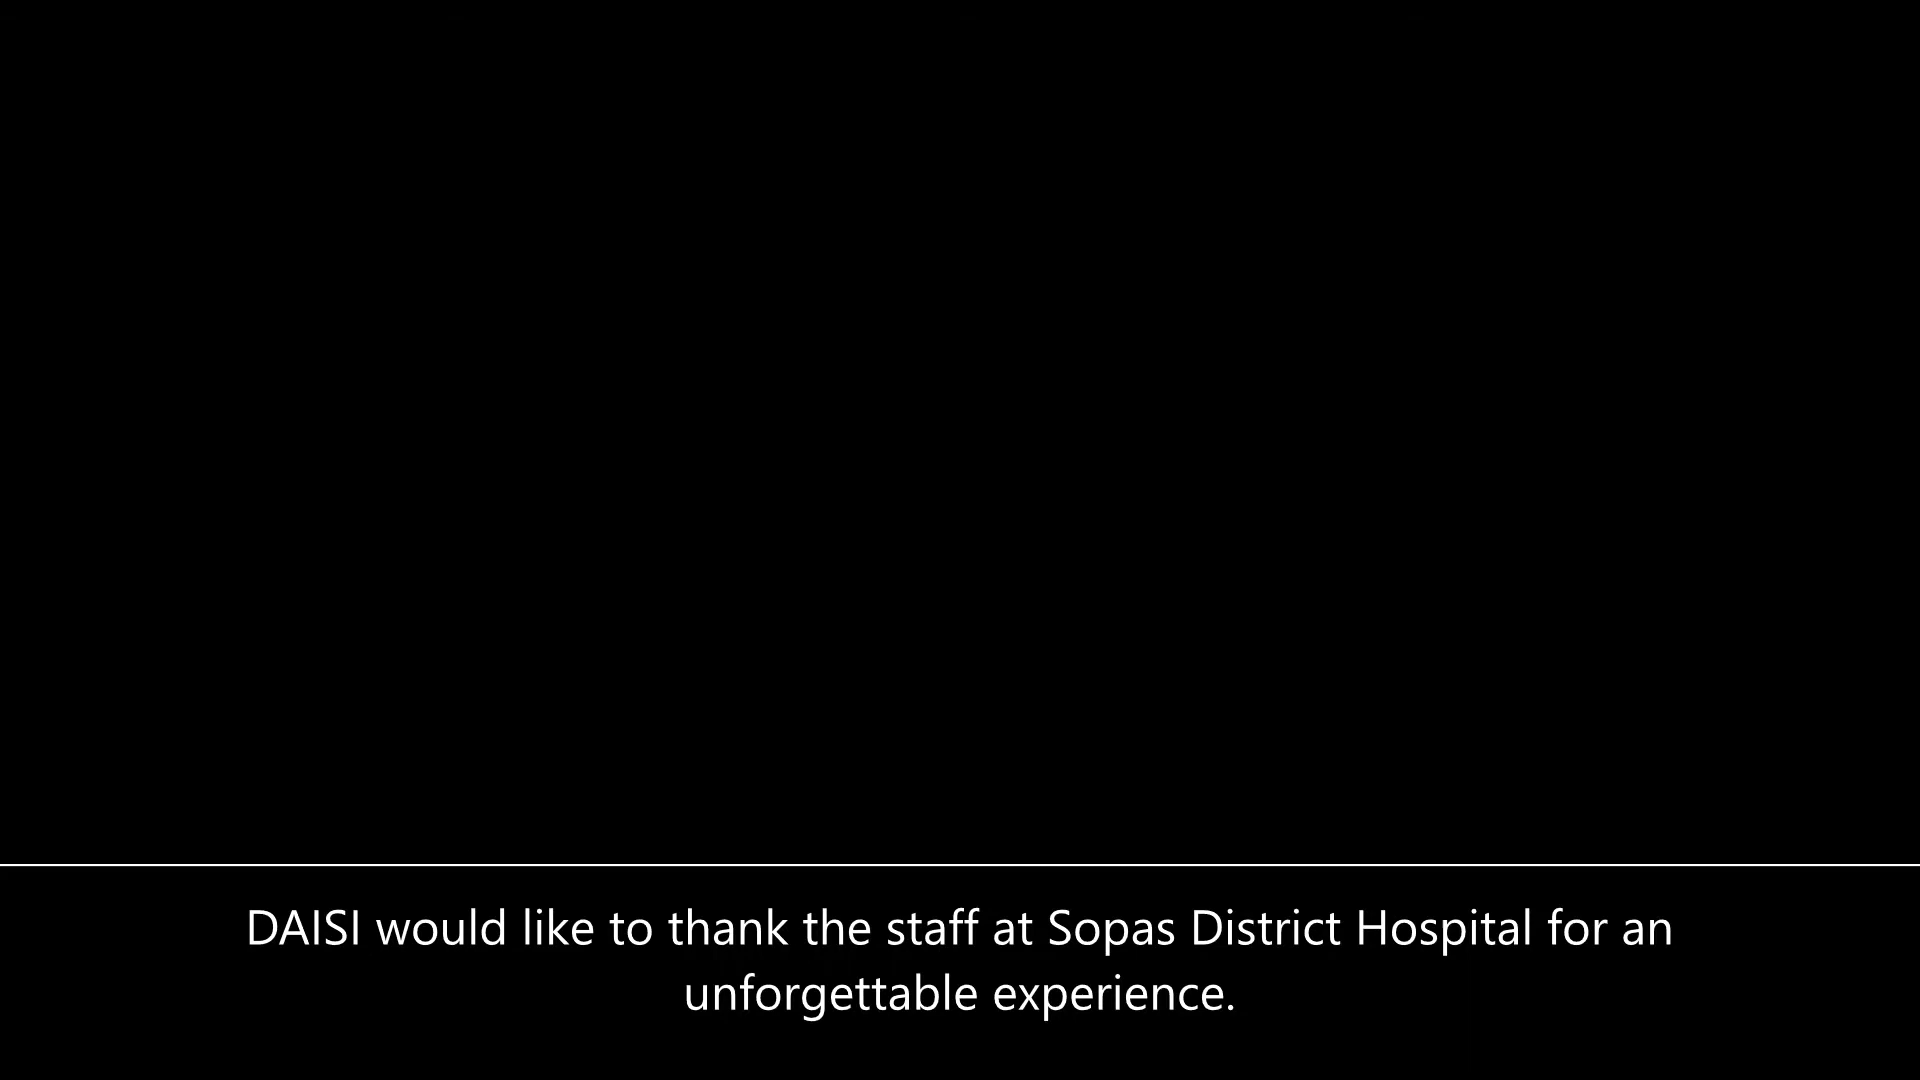 DAISI would like to thank the staff at Sopas District Hospital for an
unforgettable experience.